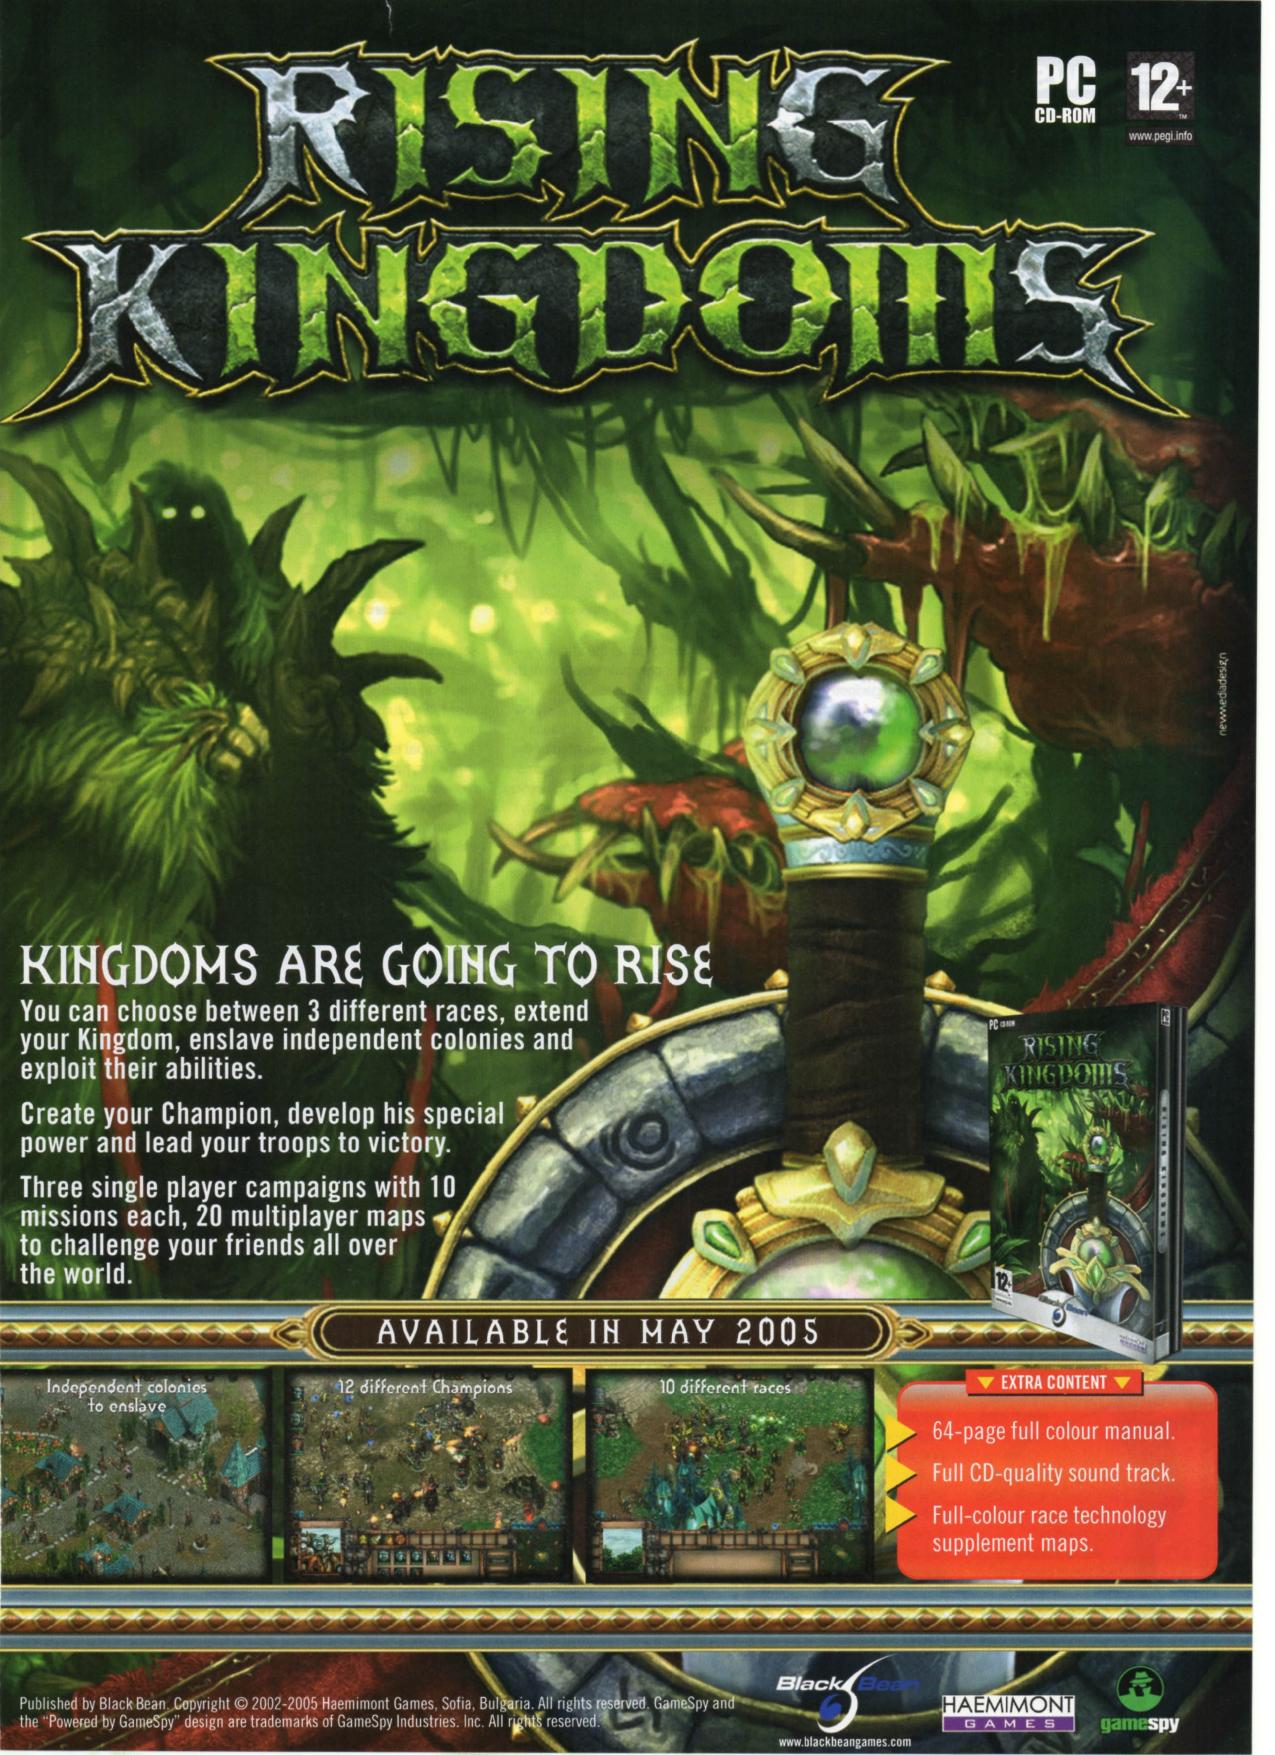 RISING
KINGDOMS
PC
CD-ROM
12+
TM
www.pegi.info
newmediadesign
KINGDOMS ARE GOING TO RISE
You can choose between 3 different races, extend
your Kingdom, enslave independent colonies and
exploit their abilities.
Create your Champion, develop his special
power and lead your troops to victory.
Three single player campaigns with 10
missions each, 20 multiplayer maps
to challenge your friends all over
the world.
PC CD-ROM
RISING
KINGDOMS
RISING KINGDOMS
12+
Black Bean
AVAILABLE IN MAY 2005
Independent colonies
to enslave
12 different Champions
10 different races
EXTRA CONTENT
64-page full colour manual.
Full CD-quality sound track.
Full-colour race technology
supplement maps.
Published by Black Bean. Copyright © 2002-2005 Haemimont Games, Sofia, Bulgaria. All rights reserved. GameSpy and
the “Powered by GameSpy” design are trademarks of GameSpy Industries. Inc. All rights reserved.
Black Bean
www.blackbeangames.com
HAEMIMONT
GAMES
gamespy